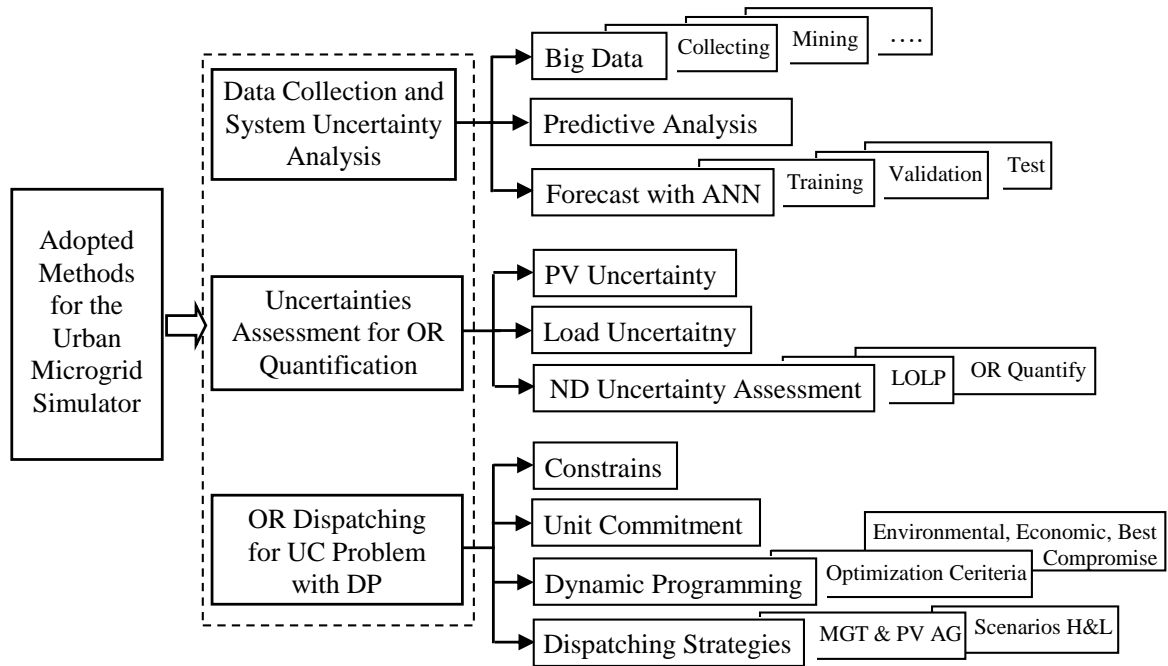 Adopted
Methods
for the
Urban
Microgrid
Simulator
Data Collection and
System Uncertainty
Analysis
Big Data
Collecting
Mining
....
Predictive Analysis
Forecast with ANN
Training
Validation
Test
Uncertainties
Assessment for OR
Quantification
PV Uncertainty
Load Uncertaitny
ND Uncertainty Assessment
LOLP
OR Quantify
OR Dispatching
for UC Problem
with DP
Constrains
Unit Commitment
Dynamic Programming
Optimization Ceriteria
Environmental, Economic, Best
Compromise
Dispatching Strategies
MGT & PV AG
Scenarios H&L